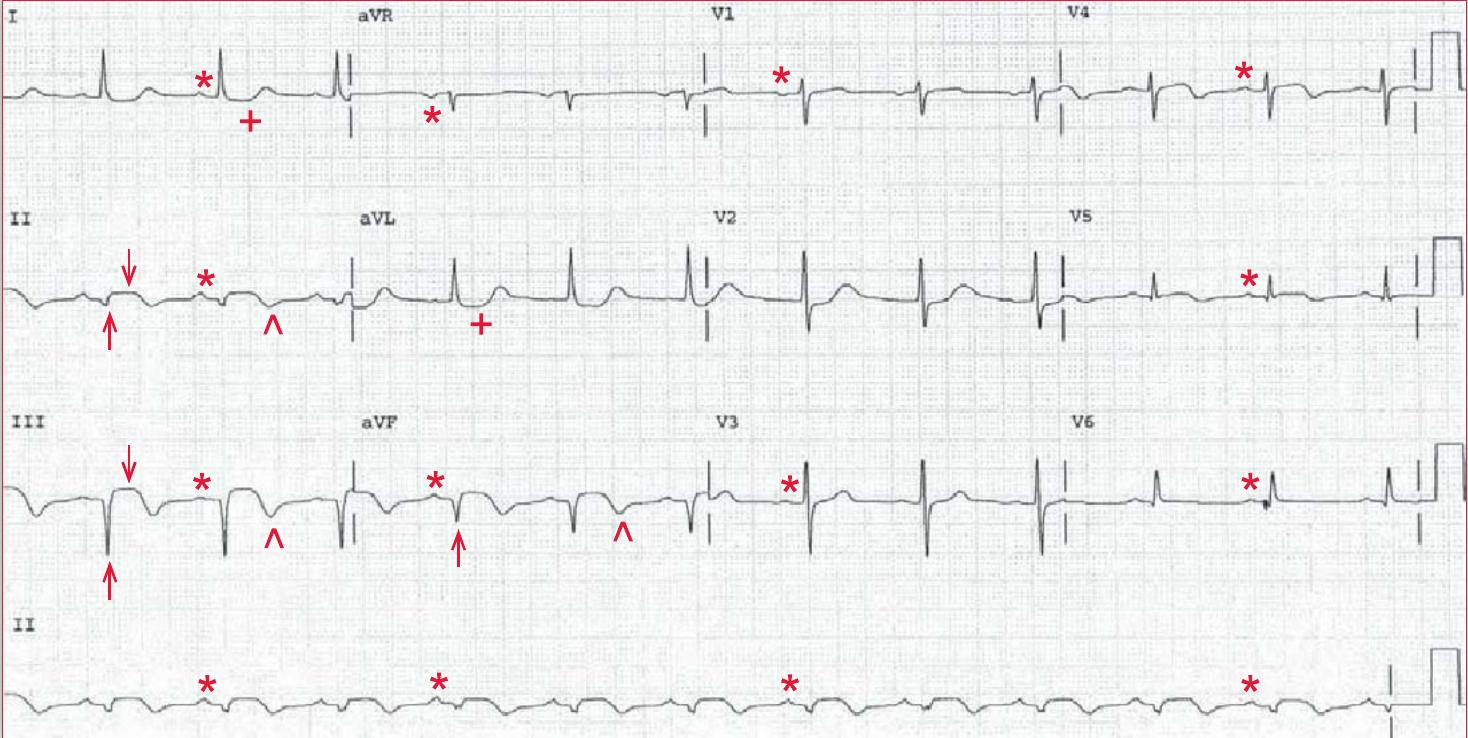 I aVR V1 V4
* * * *
+
II aVL V2 V5
↓ * *
↑ ^ +
III aVF V3 V6
↓ * * * *
↑ ^ ↑ ^
II
* * * *